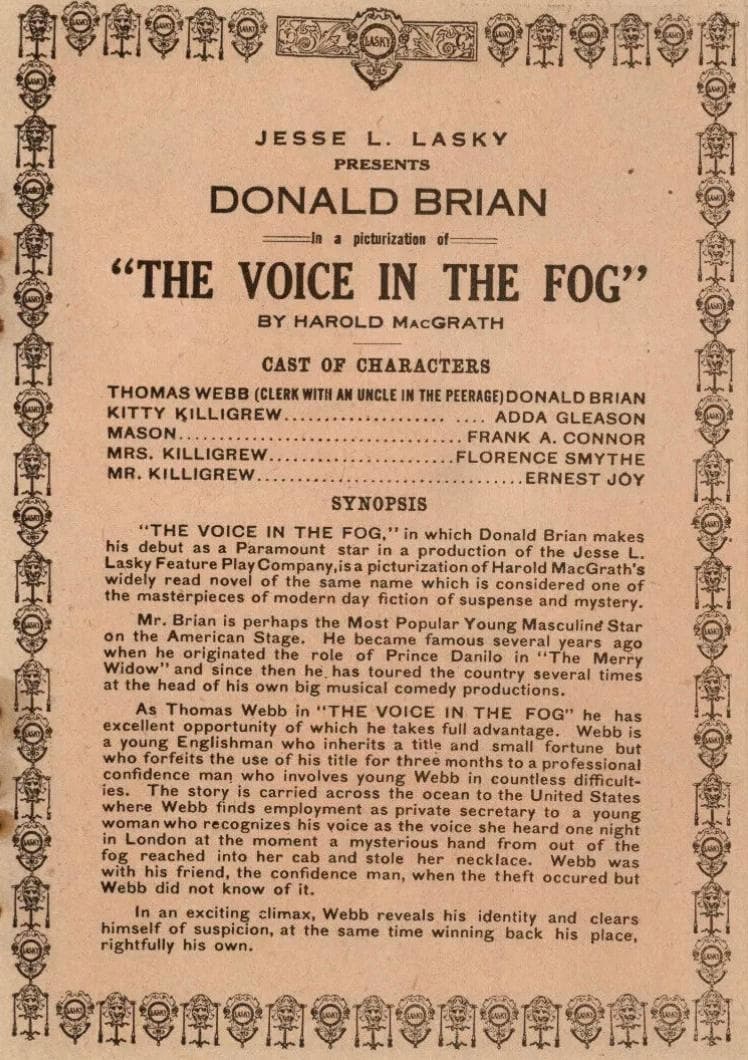 LASKY
JESSE L. LASKY
PRESENTS
DONALD BRIAN
In a picturization of
“THE VOICE IN THE FOG”
BY HAROLD MACGRATH
CAST OF CHARACTERS
THOMAS WEBB (CLERK WITH AN UNCLE IN THE PEERAGE) DONALD BRIAN
KITTY KILLIGREW...................... .... ADDA GLEASON
MASON.................................. FRANK A. CONNOR
MRS. KILLIGREW.......................FLORENCE SMYTHE
MR. KILLIGREW................................ERNEST JOY
SYNOPSIS
“THE VOICE IN THE FOG,” in which Donald Brian makes
his debut as a Paramount star in a production of the Jesse L.
Lasky Feature Play Company, is a picturization of Harold MacGrath's
widely read novel of the same name which is considered one of
the masterpieces of modern day fiction of suspense and mystery.
Mr. Brian is perhaps the Most Popular Young Masculine Star
on the American Stage. He became famous several years ago
when he originated the role of Prince Danilo in “The Merry
Widow” and since then he has toured the country several times
at the head of his own big musical comedy productions.
As Thomas Webb in “THE VOICE IN THE FOG” he has
excellent opportunity of which he takes full advantage. Webb is
a young Englishman who inherits a title and small fortune but
who forfeits the use of his title for three months to a professional
confidence man who involves young Webb in countless difficult-
ies. The story is carried across the ocean to the United States
where Webb finds employment as private secretary to a young
woman who recognizes his voice as the voice she heard one night
in London at the moment a mysterious hand from out of the
fog reached into her cab and stole her necklace. Webb was
with his friend, the confidence man, when the theft occured but
Webb did not know of it.
In an exciting climax, Webb reveals his identity and clears
himself of suspicion, at the same time winning back his place,
rightfully his own.